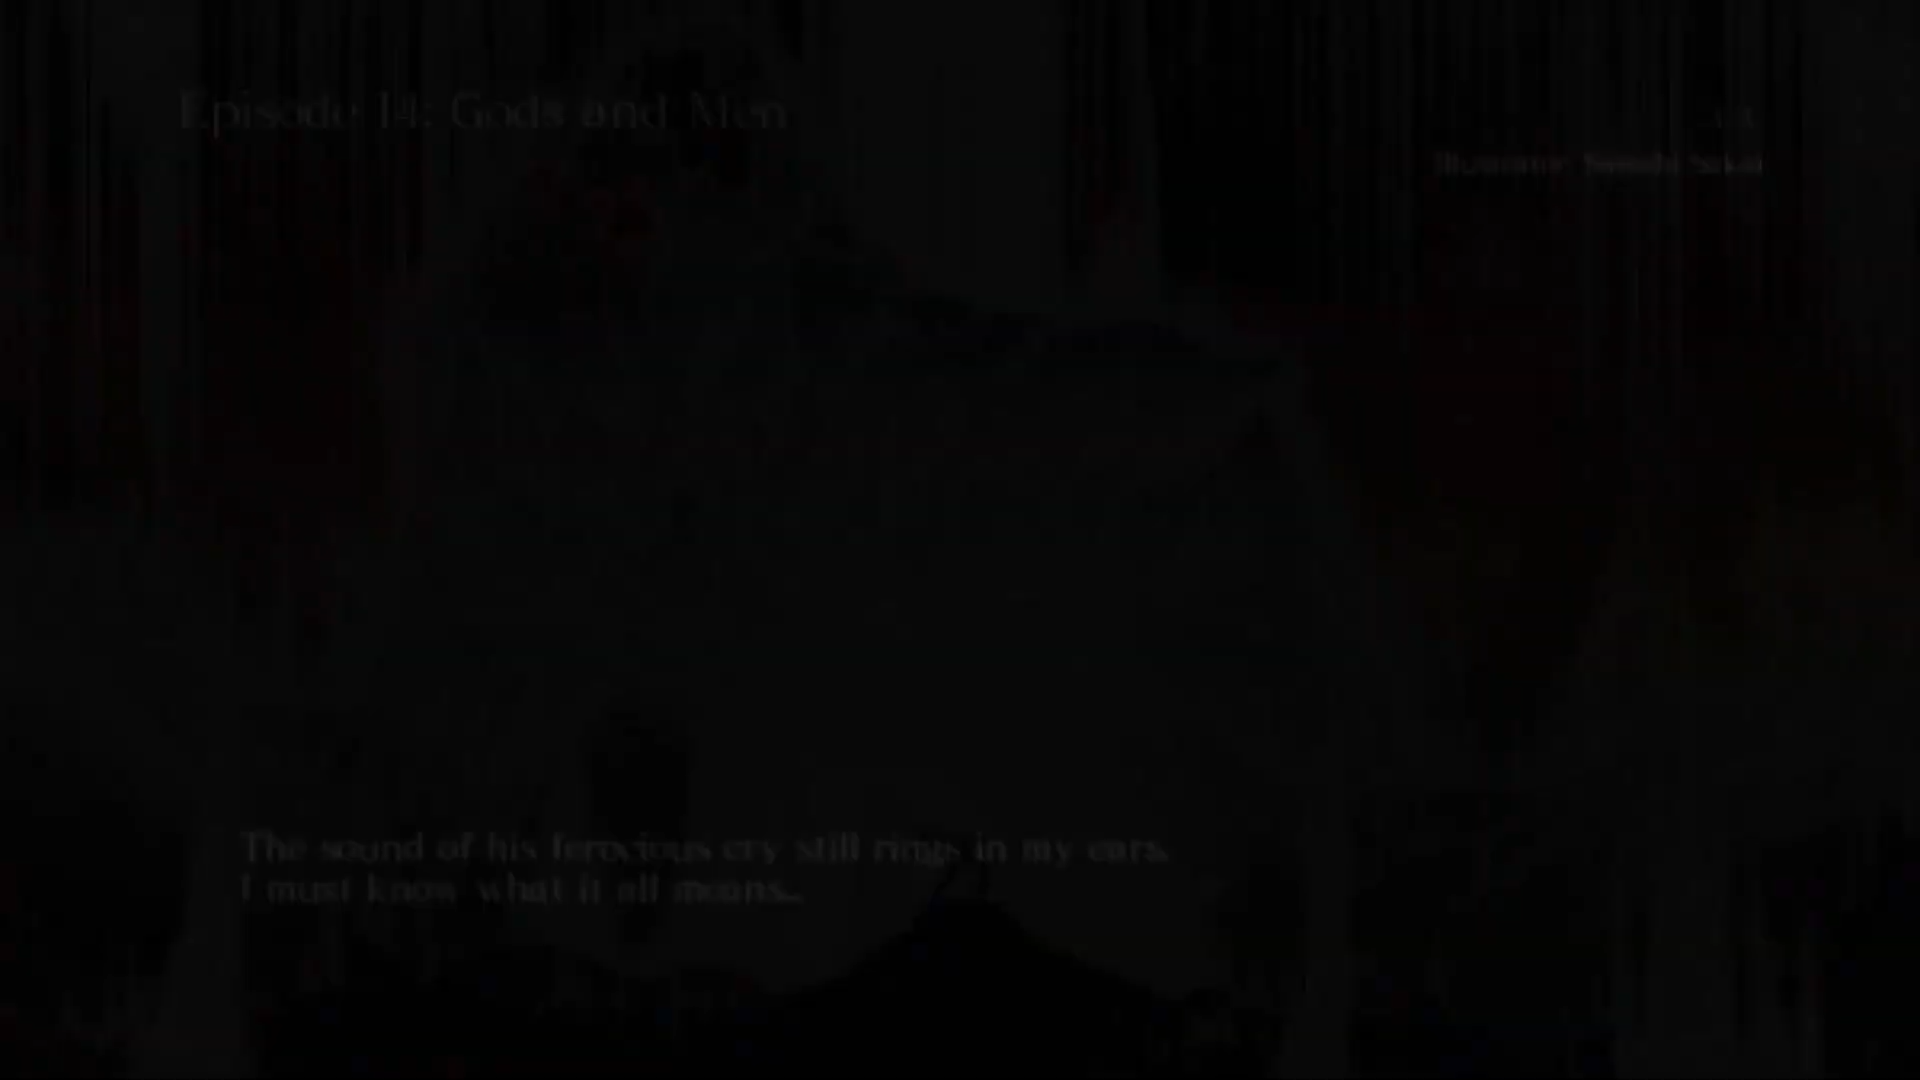 Episode 14: Gods and Men
The sound of his ferocious cry still rings in my ears.
I must know what it all means...